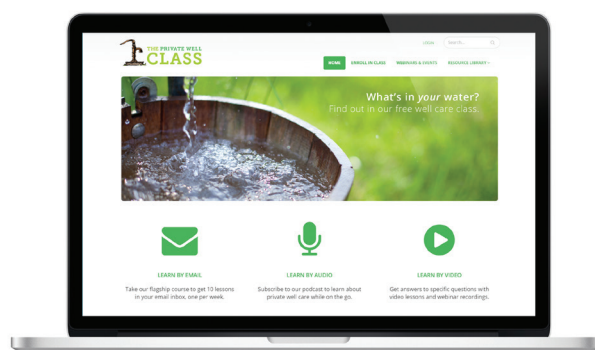 LOGIN
Search...
THE PRIVATE WELL
CLASS
HOME
ENROLL IN CLASS
WEBINARS & EVENTS
RESOURCE LIBRARY
What's in your water?
Find out in our free well care class.
LEARN BY EMAIL
Take our flagship course to get 10 lessons
in your email inbox, one per week.
LEARN BY AUDIO
Subscribe to our podcast to learn about
private well care while on the go.
LEARN BY VIDEO
Get answers to specific questions with
video lessons and webinar recordings.